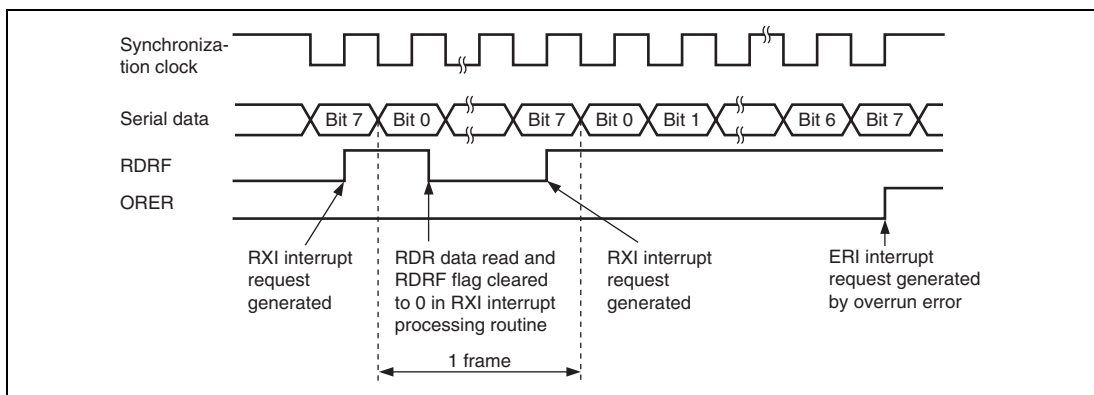 Synchroniza-
tion clock
Serial data
Bit 7
Bit 0
Bit 7
Bit 0
Bit 1
Bit 6
Bit 7
RDRF
ORER
RXI interrupt
request
generated
RDR data read and
RDRF flag cleared
to 0 in RXI interrupt
processing routine
RXI interrupt
request
generated
ERI interrupt
request generated
by overrun error
1 frame